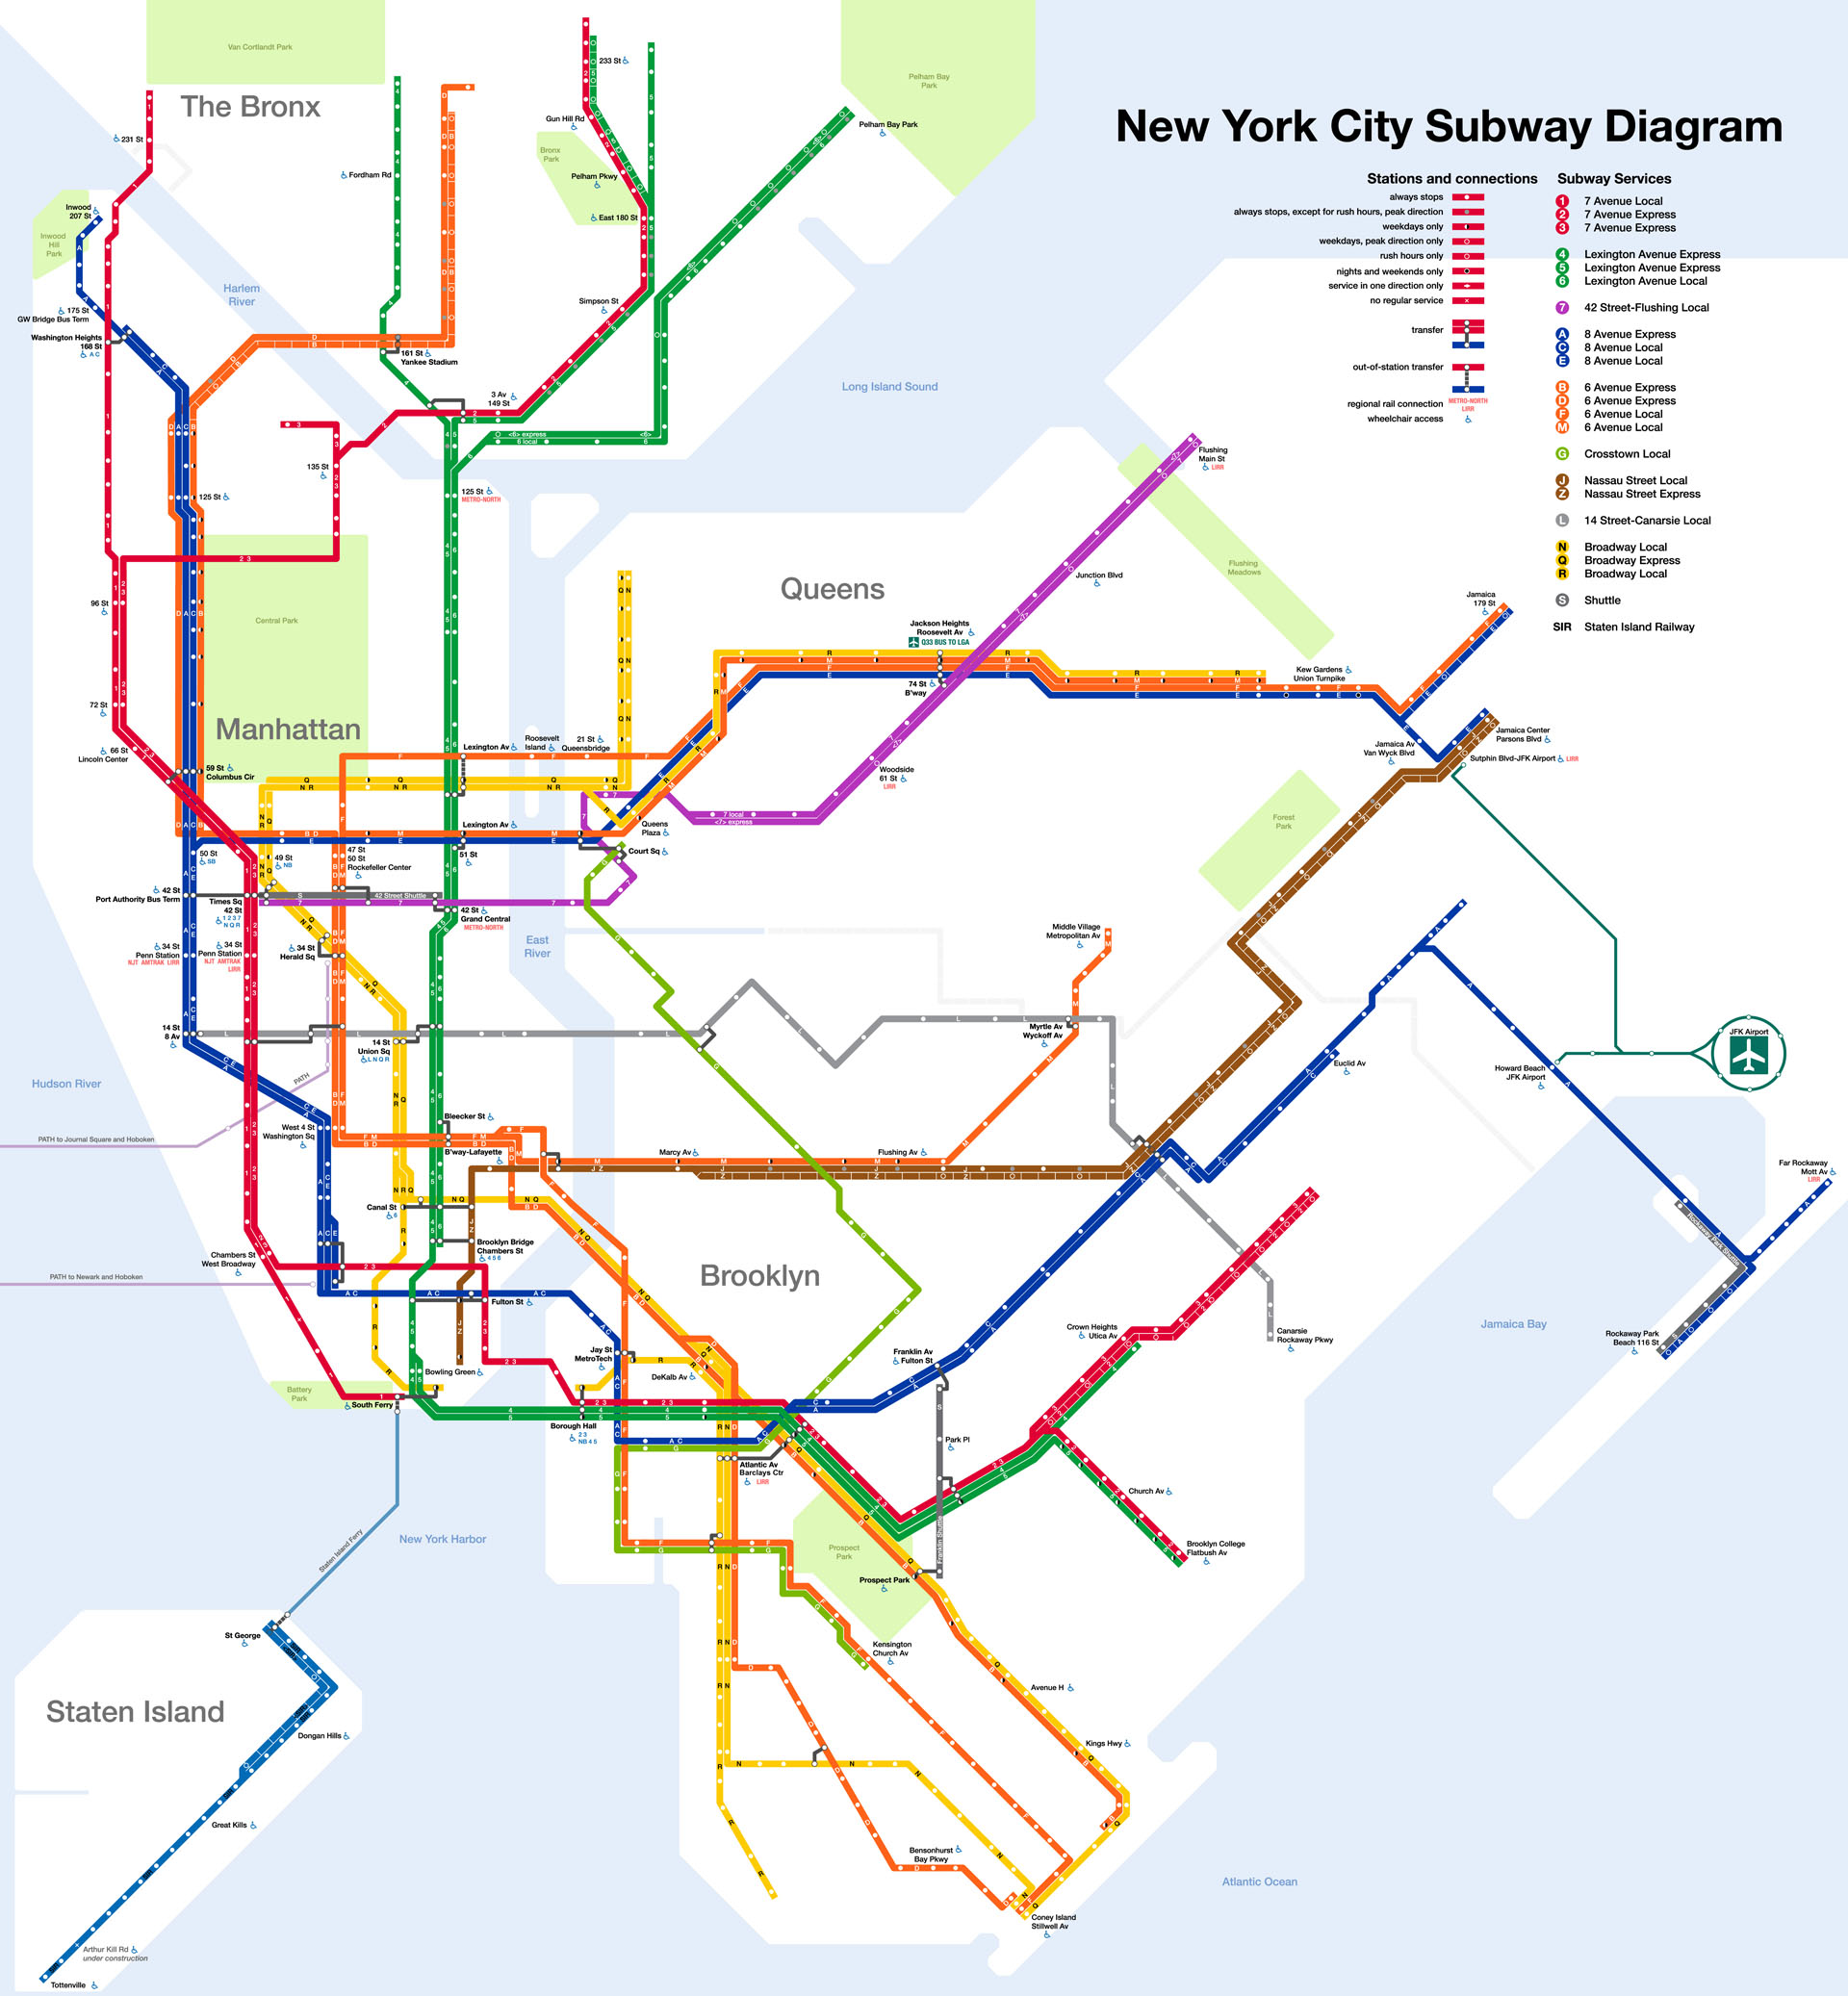 New York City Subway Diagram
Stations and connections
always stops
always stops, except for rush hours, peak direction
weekdays only
weekdays, peak direction only
rush hours only
nights and weekends only
service in one direction only
no regular service
transfer
out-of-station transfer
regional rail connection
METRO-NORTH
LIRR
wheelchair access
Subway Services
1 7 Avenue Local
2 7 Avenue Express
3 7 Avenue Express
4 Lexington Avenue Express
5 Lexington Avenue Express
6 Lexington Avenue Local
7 42 Street-Flushing Local
A 8 Avenue Express
C 8 Avenue Local
E 8 Avenue Local
B 6 Avenue Express
D 6 Avenue Express
F 6 Avenue Local
M 6 Avenue Local
G Crosstown Local
J Nassau Street Local
Z Nassau Street Express
L 14 Street-Canarsie Local
N Broadway Local
Q Broadway Express
R Broadway Local
S Shuttle
SIR Staten Island Railway
Van Cortlandt Park
The Bronx
231 St
Fordham Rd
233 St
Gun Hill Rd
Bronx
Park
Pelham Pkwy
East 180 St
Pelham Bay
Park
Pelham Bay Park
Inwood
207 St
Inwood
Hill
Park
Harlem
River
175 St
GW Bridge Bus Term
Washington Heights
168 St
A C
161 St
Yankee Stadium
Simpson St
3 Av
149 St
<6> express
6 local
Long Island Sound
135 St
125 St
125 St
METRO-NORTH
Flushing
Main St
LIRR
Flushing
Meadows
Junction Blvd
Queens
Central Park
96 St
72 St
Manhattan
66 St
Lincoln Center
59 St
Columbus Cir
Jackson Heights
Roosevelt Av
Q33 BUS TO LGA
74 St
B'way
Kew Gardens
Union Turnpike
Jamaica
179 St
Jamaica Center
Parsons Blvd
Jamaica Av
Van Wyck Blvd
Sutphin Blvd-JFK Airport LIRR
Woodside
61 St
LIRR
7 local
<7> express
Lexington Av
Roosevelt
Island
21 St
Queensbridge
Lexington Av
51 St
Queens
Plaza
Court Sq
Forest
Park
50 St
SB
49 St
NB
47 St
50 St
Rockefeller Center
42 St
Port Authority Bus Term
Times Sq
42 St
1 2 3 7
N Q R
42 Street Shuttle
42 St
Grand Central
METRO-NORTH
34 St
Penn Station
NJT AMTRAK LIRR
34 St
Penn Station
NJT AMTRAK
LIRR
34 St
Herald Sq
East
River
Middle Village
Metropolitan Av
14 St
8 Av
14 St
Union Sq
L N Q R
Myrtle Av
Wyckoff Av
JFK Airport
Howard Beach
JFK Airport
Euclid Av
Hudson River
PATH
PATH to Journal Square and Hoboken
West 4 St
Washington Sq
Bleecker St
B'way-Lafayette
Marcy Av
Flushing Av
Far Rockaway
Mott Av
LIRR
Rockaway Park Shuttle
Canal St
6
Brooklyn Bridge
Chambers St
4 5 6
Chambers St
West Broadway
PATH to Newark and Hoboken
Fulton St
Brooklyn
Jay St
MetroTech
DeKalb Av
Bowling Green
Battery
Park
South Ferry
Borough Hall
2 3
NB 4 5
Franklin Av
Fulton St
Crown Heights
Utica Av
Canarsie
Rockaway Pkwy
Jamaica Bay
Rockaway Park
Beach 116 St
Park Pl
Atlantic Av
Barclays Ctr
LIRR
Church Av
Brooklyn College
Flatbush Av
Franklin Shuttle
Staten Island Ferry
New York Harbor
Prospect
Park
Prospect Park
St George
Kensington
Church Av
Avenue H
Staten Island
Dongan Hills
Kings Hwy
Great Kills
Bensonhurst
Bay Pkwy
Atlantic Ocean
Coney Island
Stillwell Av
Arthur Kill Rd
under construction
Tottenville